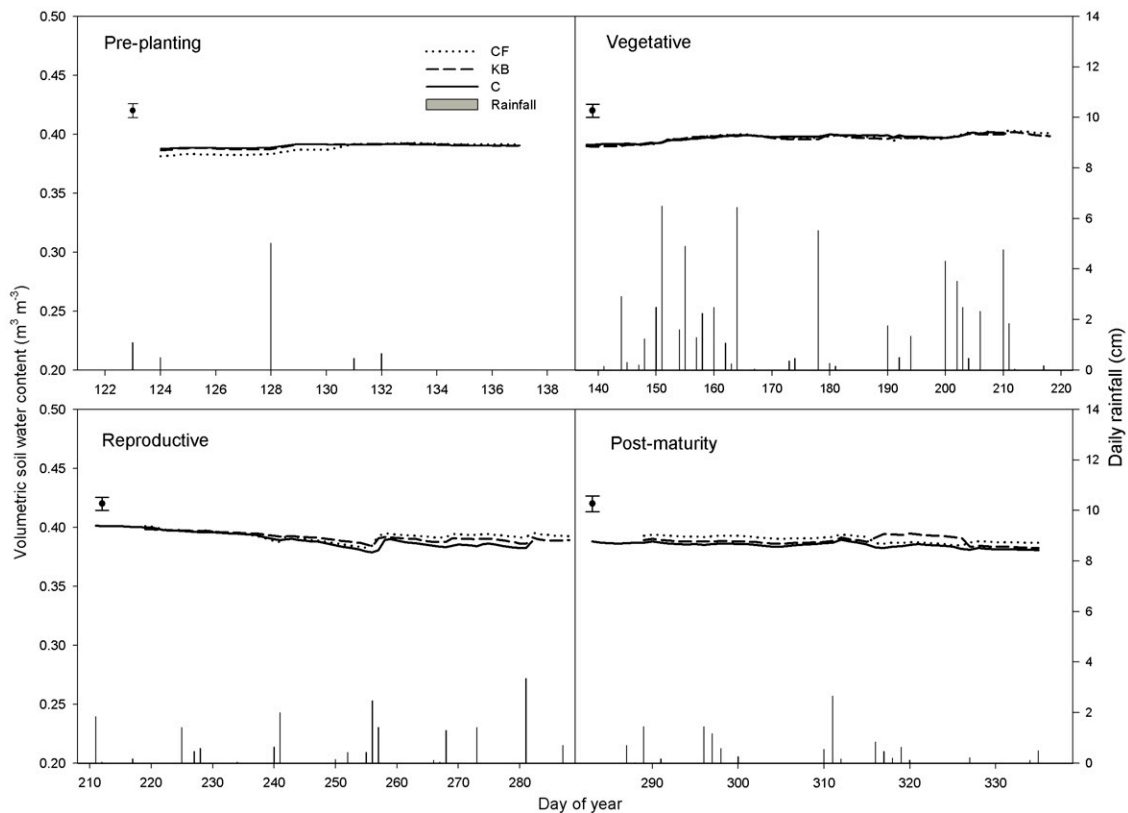 Pre-planting
CF
KB
C
Rainfall
Vegetative
0.50
0.45
0.40
0.35
0.30
0.25
0.20
122 124 126 128 130 132 134 136 138
140 150 160 170 180 190 200 210 220
14
12
10
8
6
4
2
0
Reproductive
Post-maturity
0.50
0.45
0.40
0.35
0.30
0.25
0.20
210 220 230 240 250 260 270 280
290 300 310 320 330
14
12
10
8
6
4
2
0
Volumetric soil water content (m³ m⁻³)
Daily rainfall (cm)
Day of year